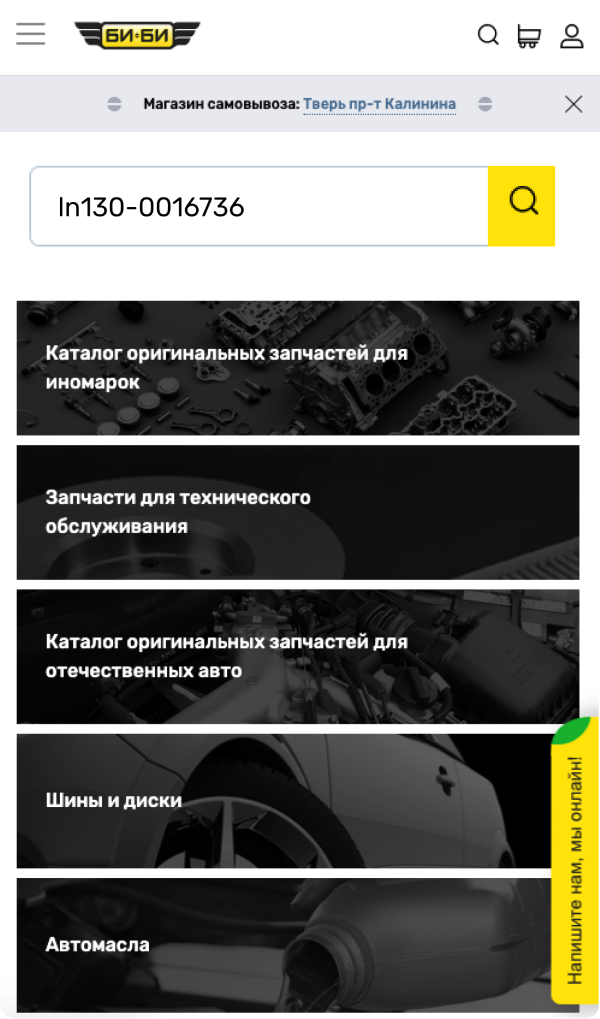 БИ-БИ
Магазин самовывоза: Тверь пр-т Калинина
ln130-0016736
Каталог оригинальных запчастей для
иномарок
Запчасти для технического
обслуживания
Каталог оригинальных запчастей для
отечественных авто
Шины и диски
Автомасла
Напишите нам, мы онлайн!